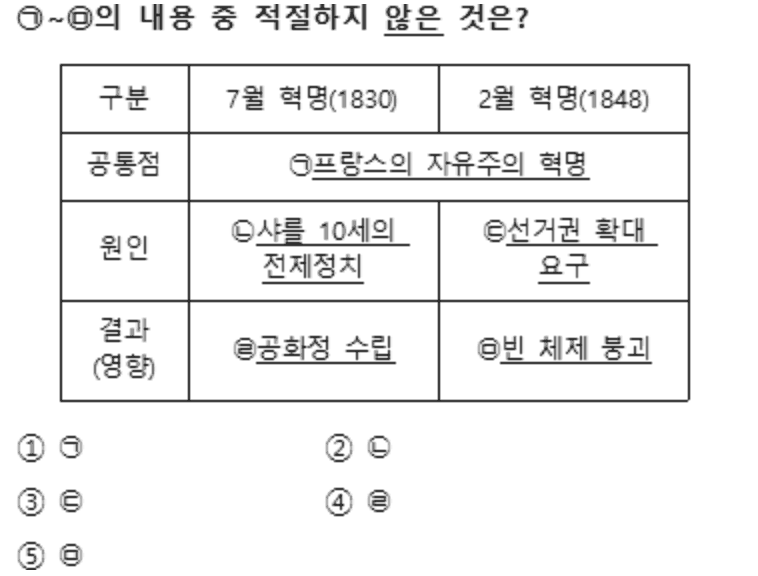 ㉠~㉤의 내용 중 적절하지 않은 것은?
구분 7월 혁명(1830) 2월 혁명(1848)
공통점 ㉠프랑스의 자유주의 혁명
원인 ㉡샤를 10세의 전제정치 ㉢선거권 확대 요구
결과(영향) ㉣공화정 수립 ㉤빈 체제 붕괴
① ㉠ ② ㉡
③ ㉢ ④ ㉣
⑤ ㉤